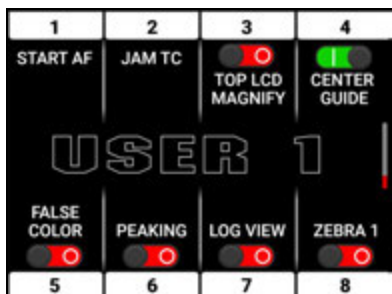 1 2 3 4
START AF JAM TC TOP LCD CENTER
MAGNIFY GUIDE
USER 1
FALSE
COLOR PEAKING LOG VIEW ZEBRA 1
5 6 7 8